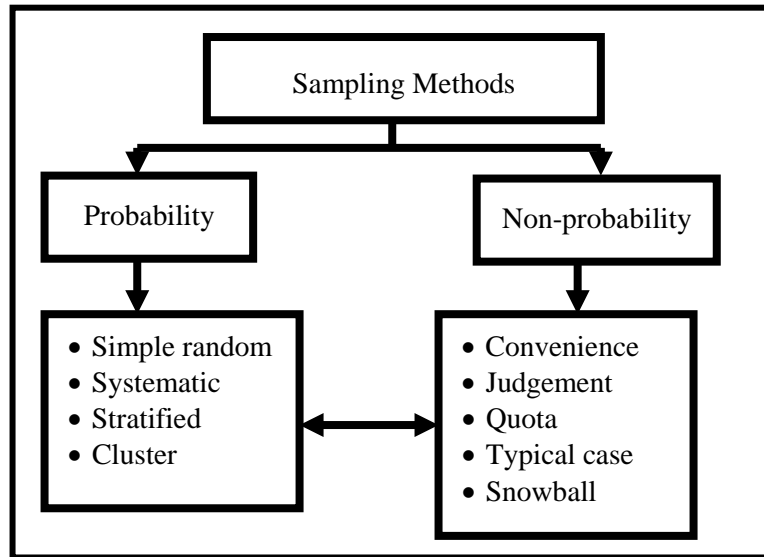 Sampling Methods
Probability
Non-probability
• Simple random
• Systematic
• Stratified
• Cluster
• Convenience
• Judgement
• Quota
• Typical case
• Snowball